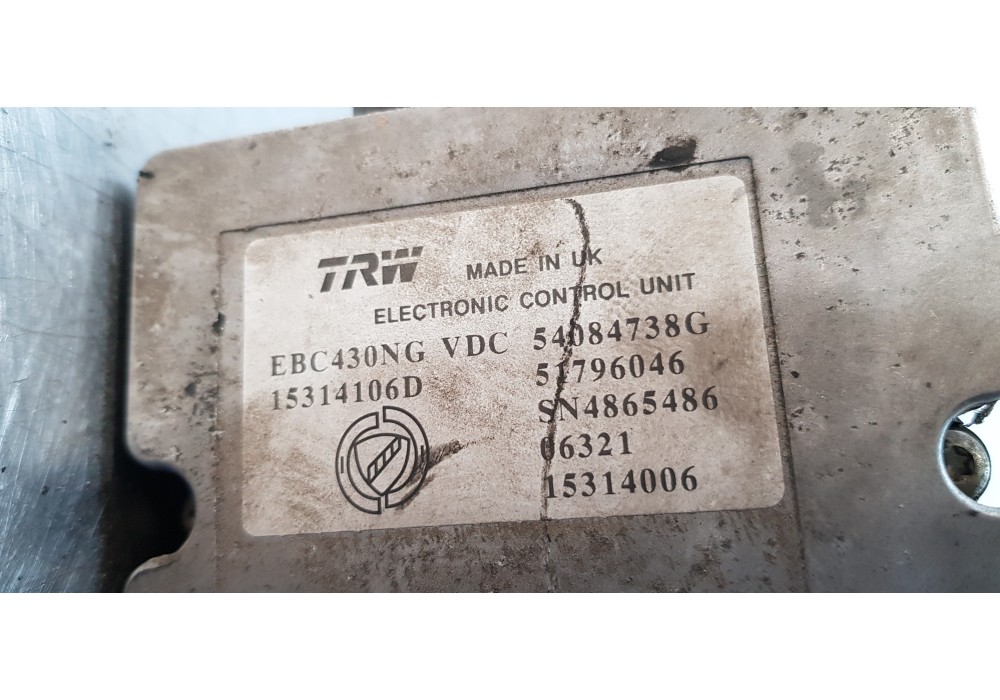 TRW MADE IN UK
ELECTRONIC CONTROL UNIT
EBC430NG VDC 54084738G
15314106D 51796046
SN4865486
06321
15314006